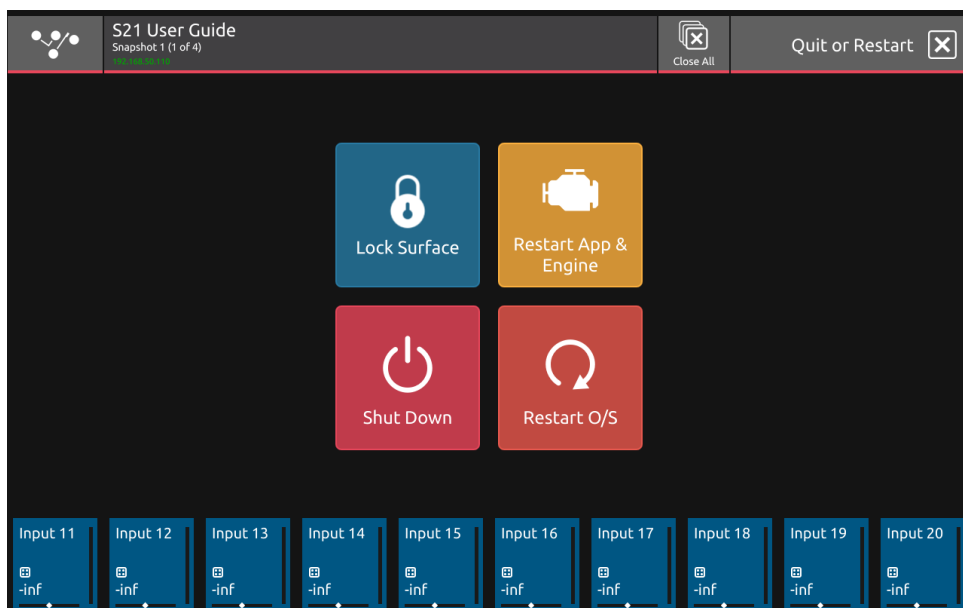 S21 User Guide
Snapshot 1 (1 of 4)
192.168.50.110
Close All
Quit or Restart
Lock Surface
Restart App &
Engine
Shut Down
Restart O/S
Input 11
Input 12
Input 13
Input 14
Input 15
Input 16
Input 17
Input 18
Input 19
Input 20
-inf
-inf
-inf
-inf
-inf
-inf
-inf
-inf
-inf
-inf